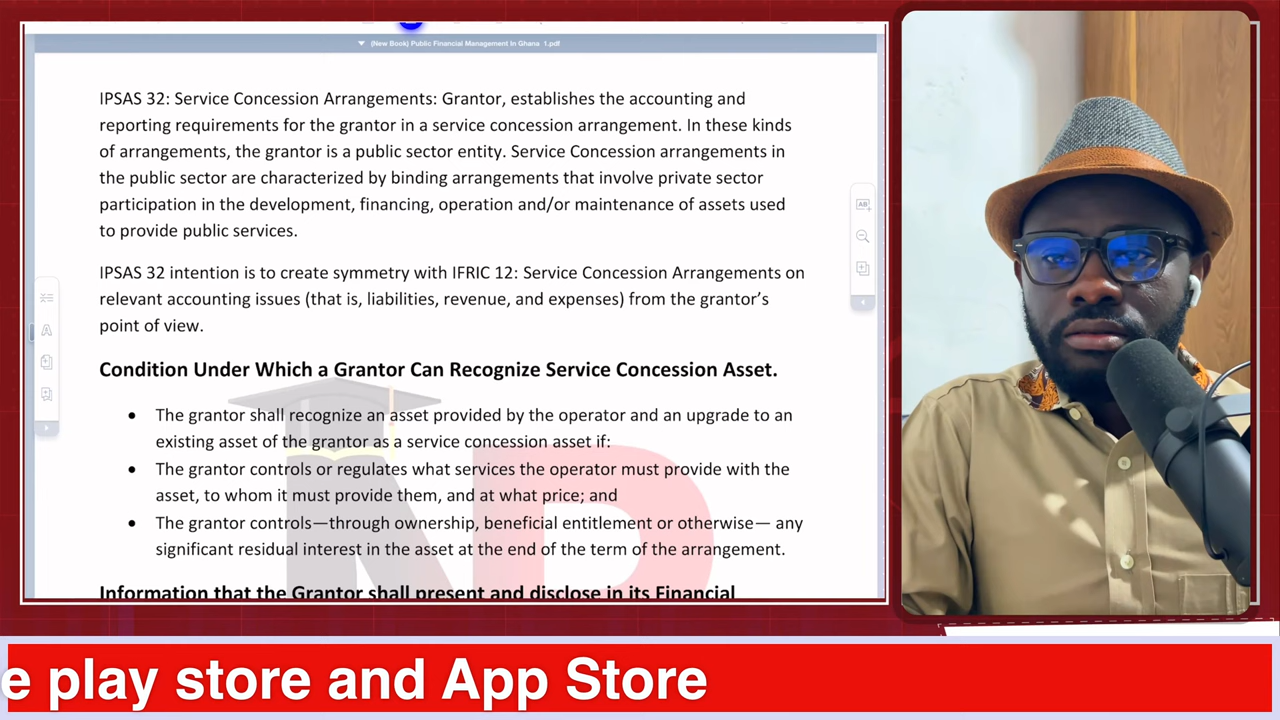 (New Book) Public Financial Management In Ghana 1.pdf
IPSAS 32: Service Concession Arrangements: Grantor, establishes the accounting and
reporting requirements for the grantor in a service concession arrangement. In these kinds
of arrangements, the grantor is a public sector entity. Service Concession arrangements in
the public sector are characterized by binding arrangements that involve private sector
participation in the development, financing, operation and/or maintenance of assets used
to provide public services.
IPSAS 32 intention is to create symmetry with IFRIC 12: Service Concession Arrangements on
relevant accounting issues (that is, liabilities, revenue, and expenses) from the grantor’s
point of view.
Condition Under Which a Grantor Can Recognize Service Concession Asset.
• The grantor shall recognize an asset provided by the operator and an upgrade to an
existing asset of the grantor as a service concession asset if:
• The grantor controls or regulates what services the operator must provide with the
asset, to whom it must provide them, and at what price; and
• The grantor controls—through ownership, beneficial entitlement or otherwise— any
significant residual interest in the asset at the end of the term of the arrangement.
Information that the Grantor shall present and disclose in its Financial
e play store and App Store